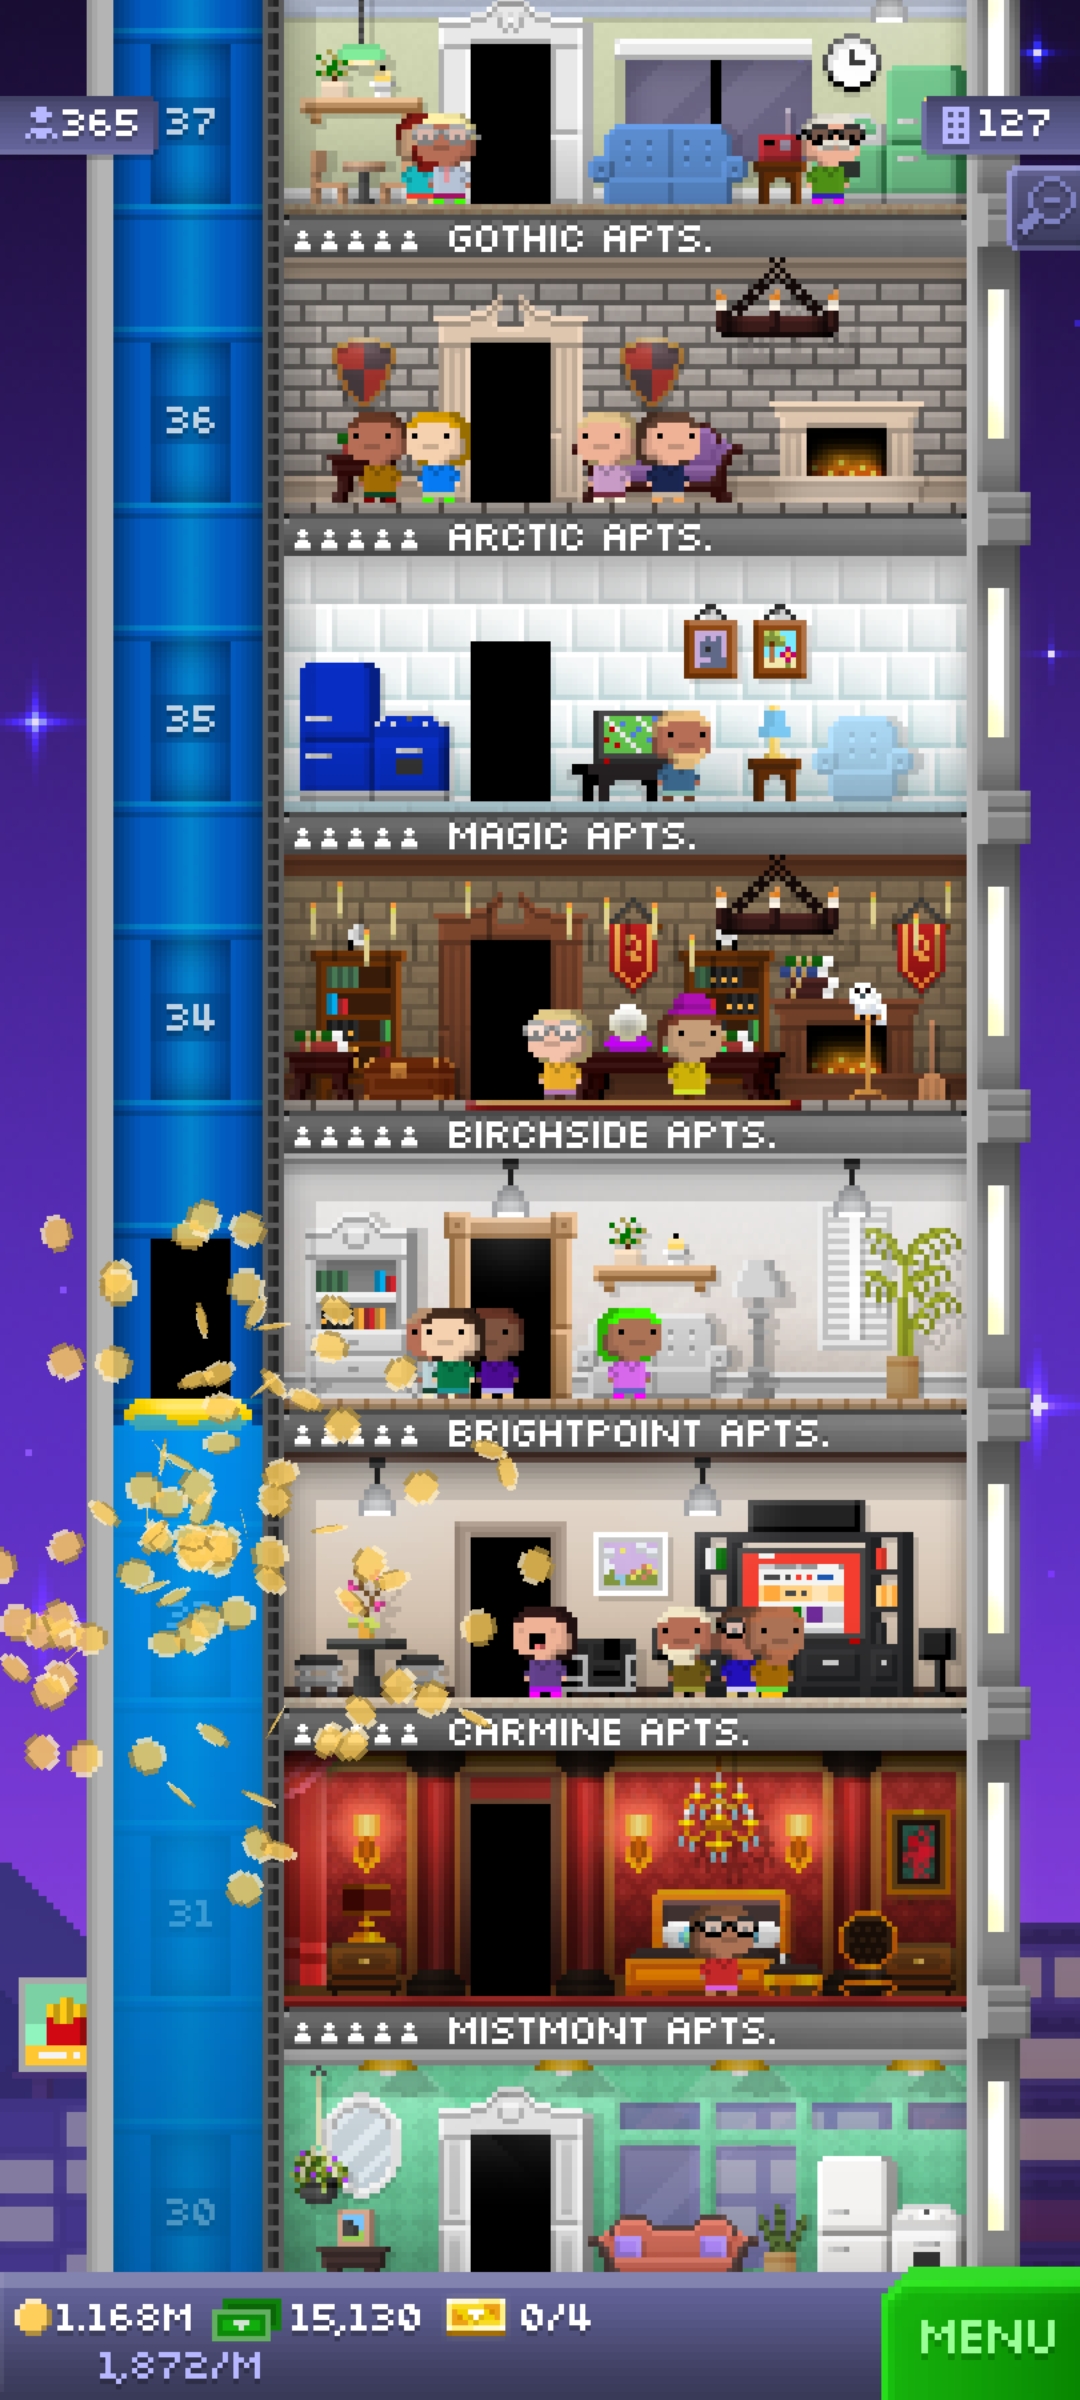 365
37
127
GOTHIC APTS.
36
ARCTIC APTS.
35
MAGIC APTS.
34
BIRCHSIDE APTS.
BRIGHTPOINT APTS.
CARMINE APTS.
31
MISTMONT APTS.
30
1.168M 15,130 0/4
1,872/M
MENU